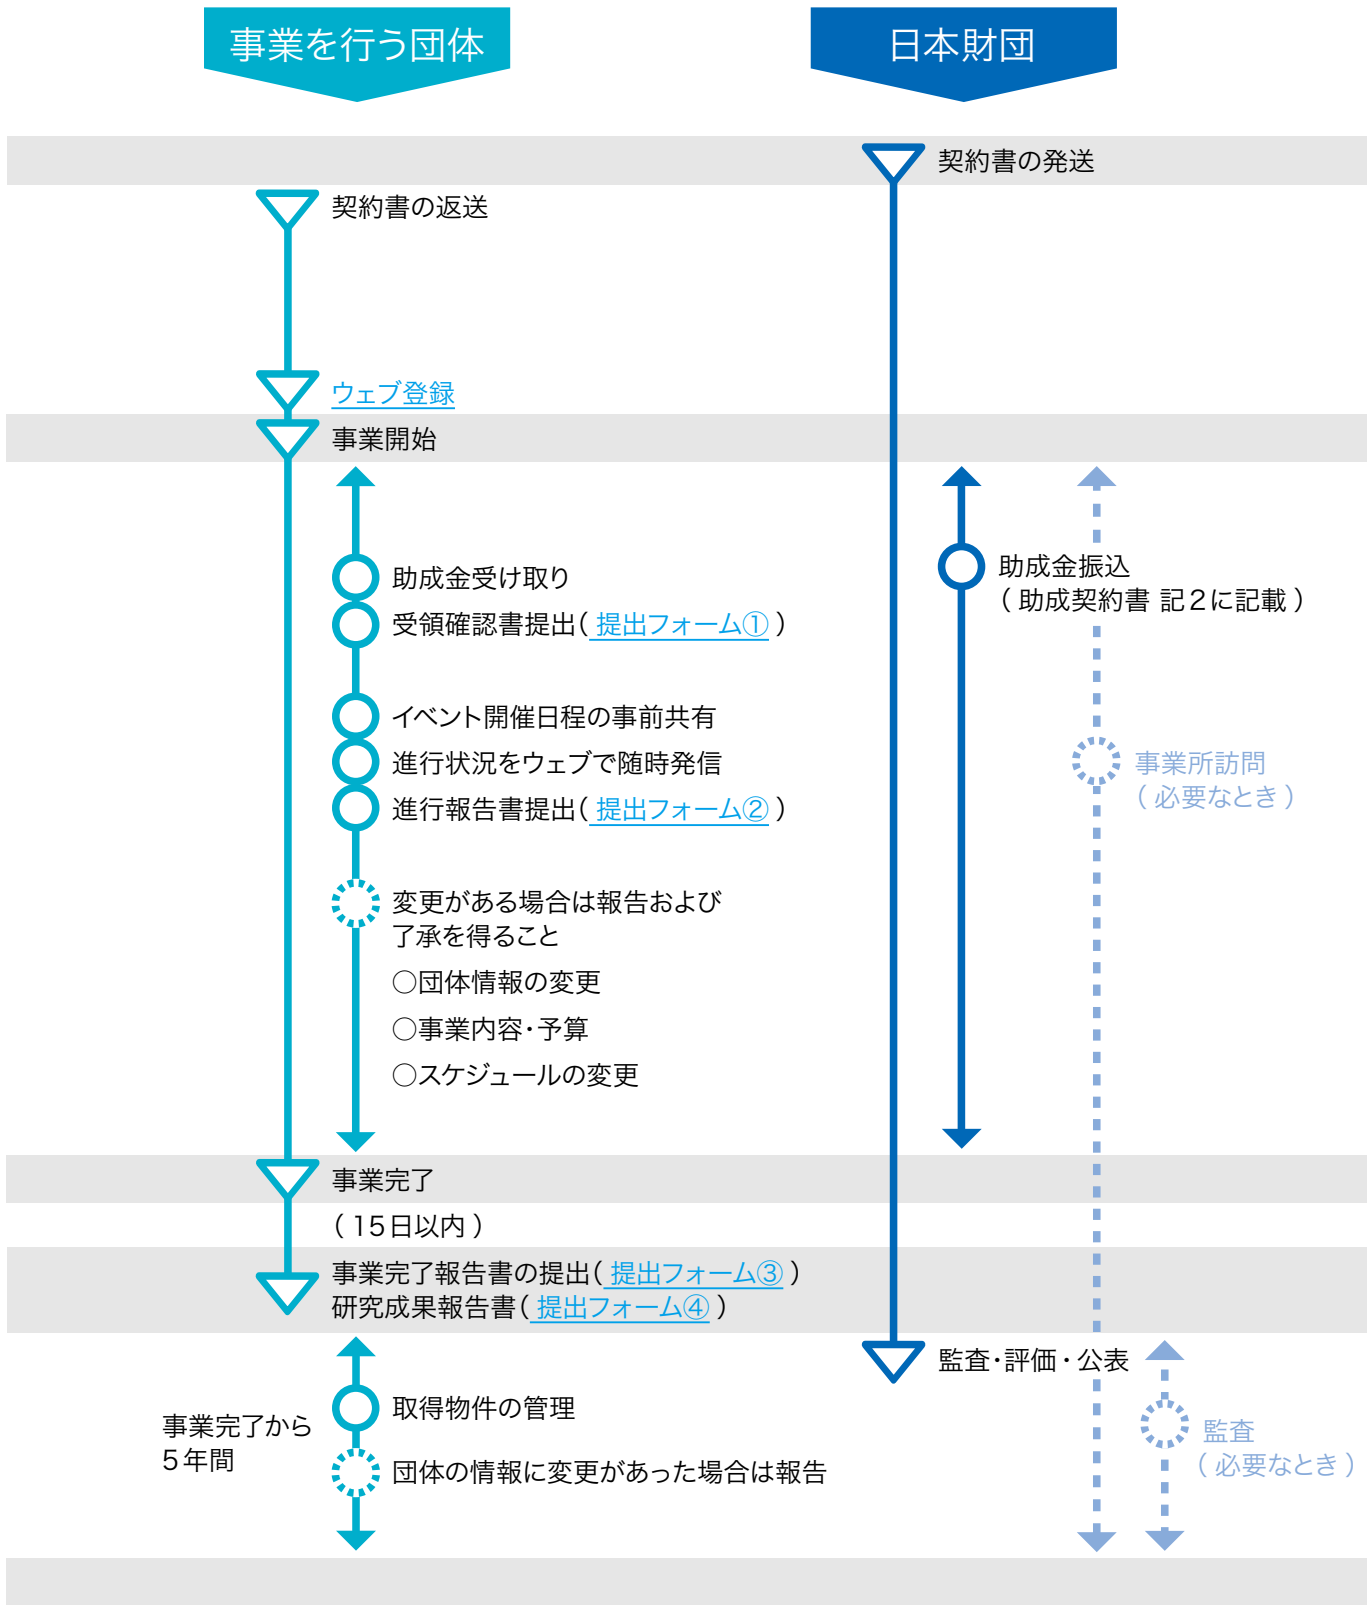 事業を行う団体
日本財団
契約書の発送
契約書の返送
ウェブ登録
事業開始
助成金受け取り
受領確認書提出( 提出フォーム① )
助成金振込
( 助成契約書 記2に記載 )
イベント開催日程の事前共有
進行状況をウェブで随時発信
進行報告書提出( 提出フォーム② )
事業所訪問
( 必要なとき )
変更がある場合は報告および
了承を得ること
○団体情報の変更
○事業内容・予算
○スケジュールの変更
事業完了
( 15日以内 )
事業完了報告書の提出( 提出フォーム③ )
研究成果報告書( 提出フォーム④ )
監査・評価・公表
事業完了から
5年間
取得物件の管理
団体の情報に変更があった場合は報告
監査
( 必要なとき )